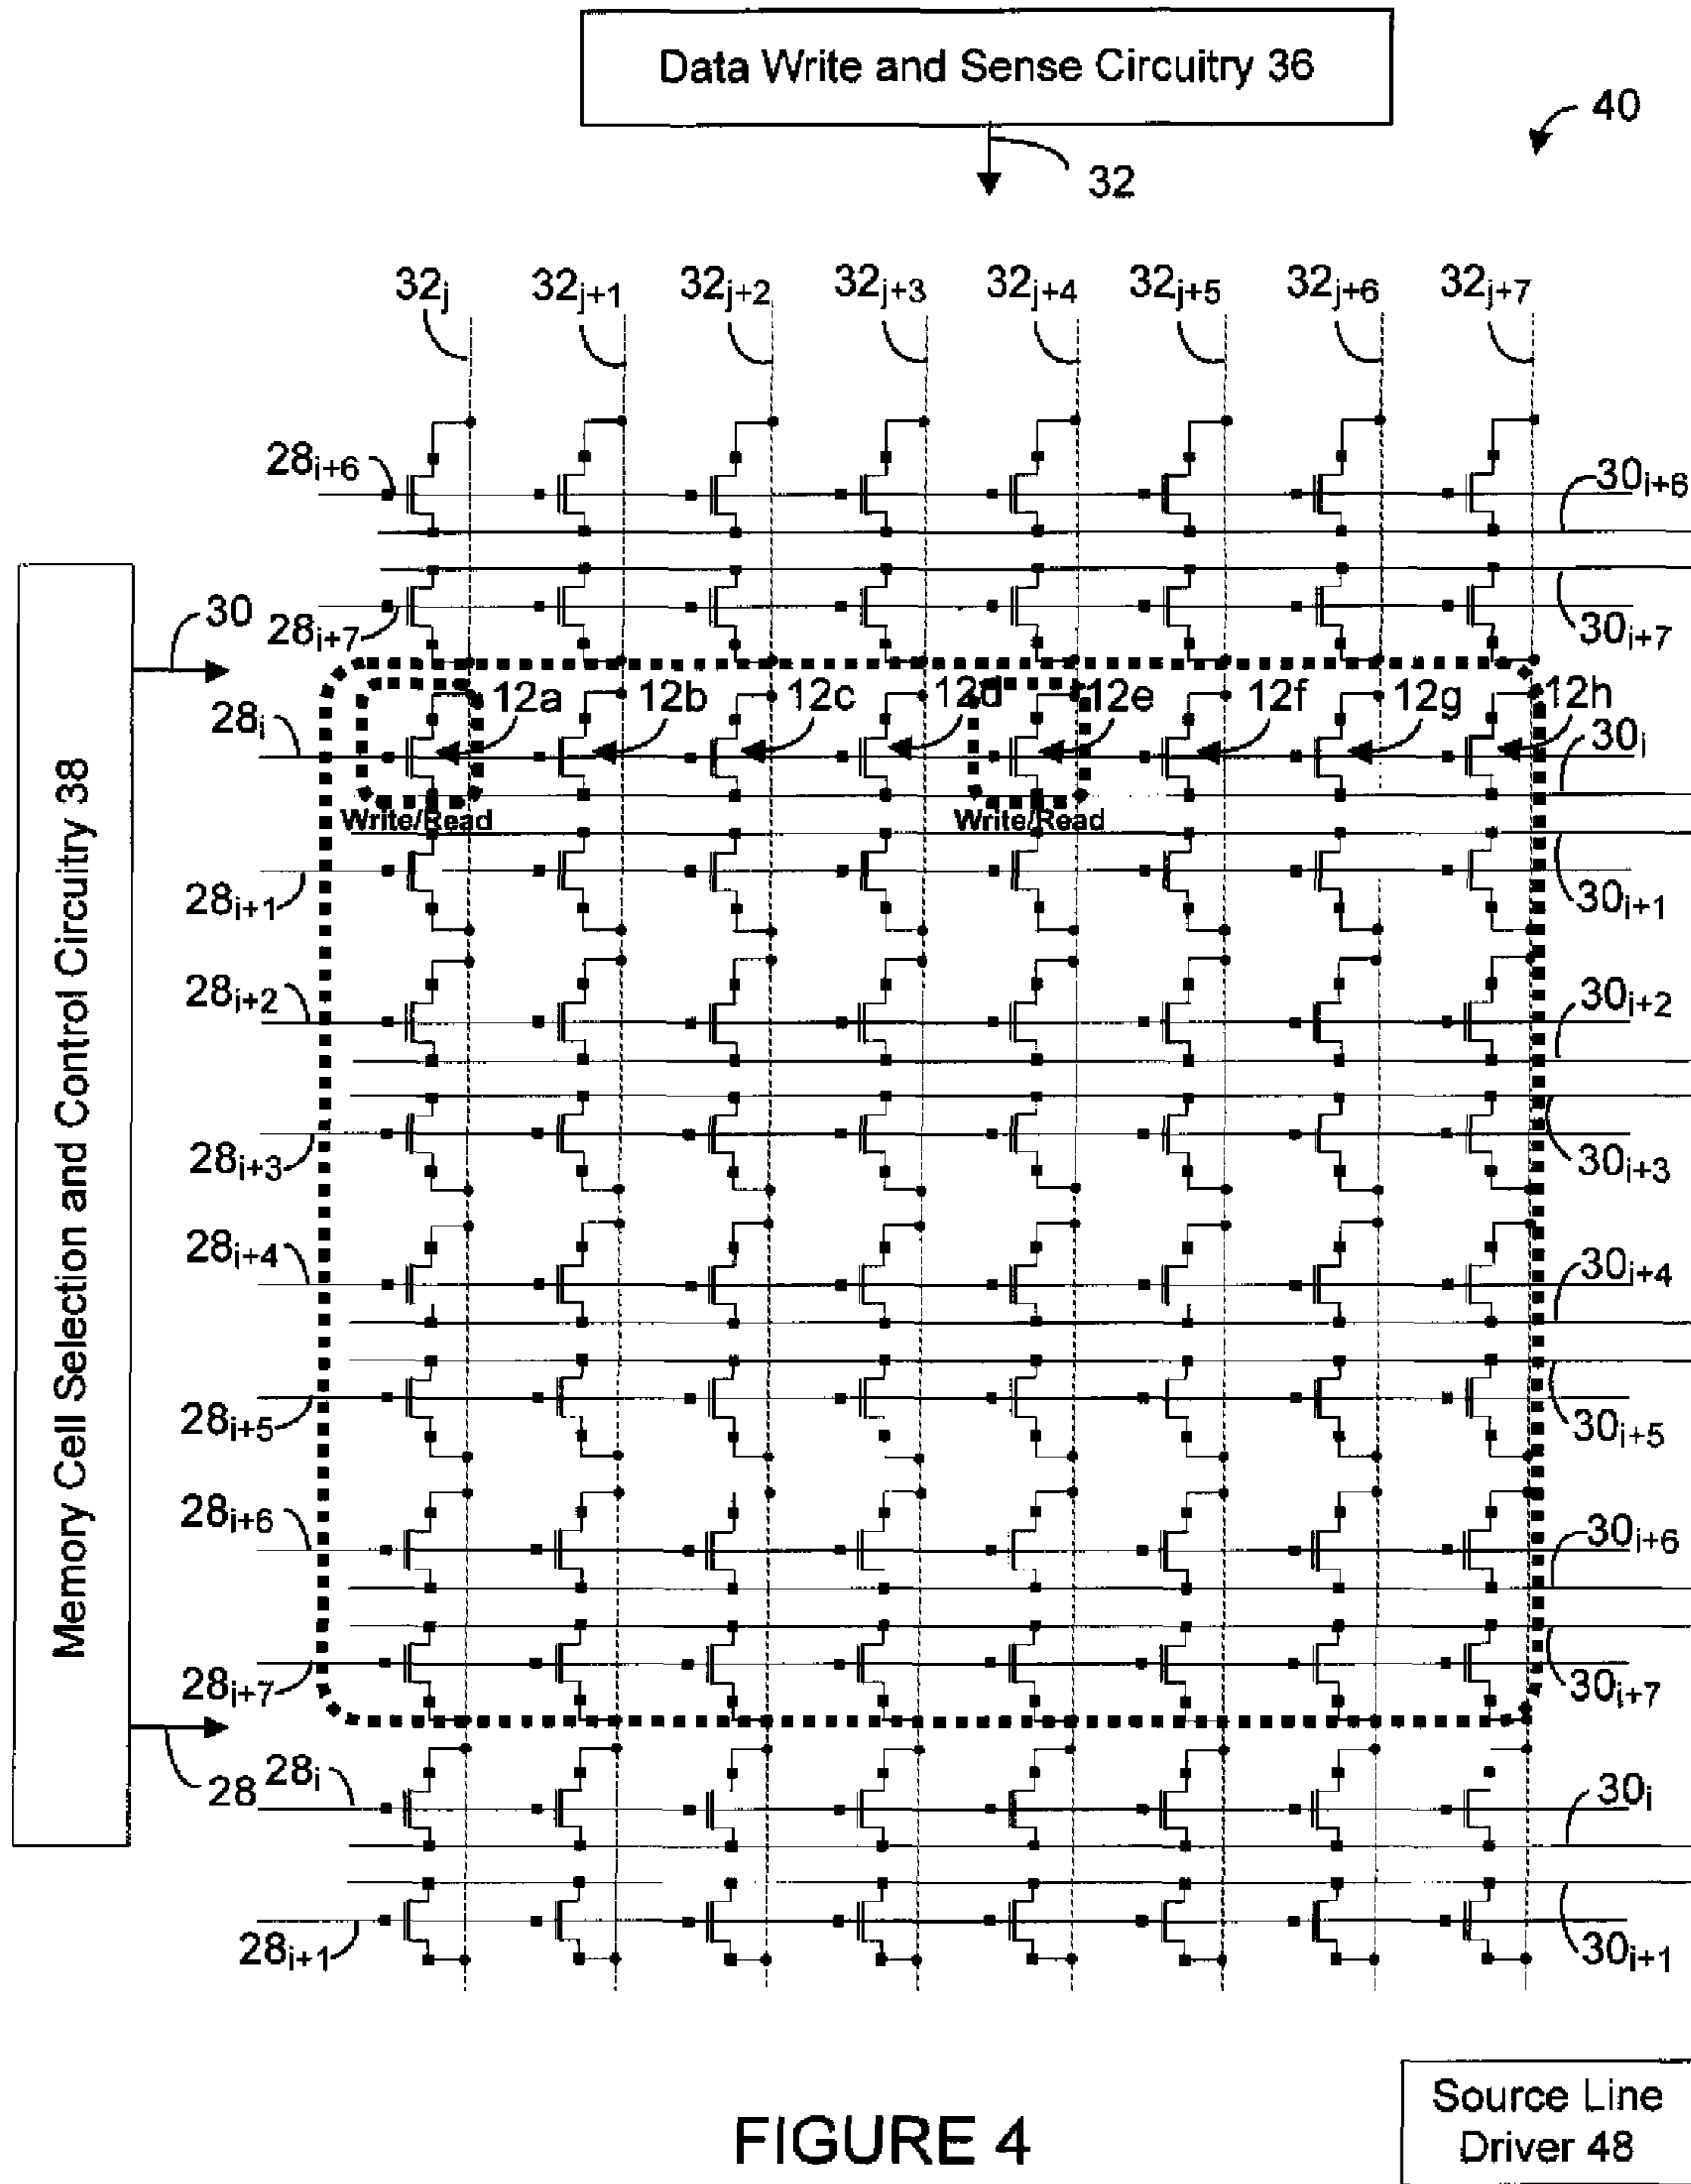 Data Write and Sense Circuitry 36
40
32
32j 32j+1 32j+2 32j+3 32j+4 32j+5 32j+6 32j+7
28i+6 30i+6
30 28i+7 30i+7
28i 12a 12b 12c 12d 12e 12f 12g 12h 30i
Write/Read Write/Read
28i+1 30i+1
28i+2 30i+2
28i+3 30i+3
28i+4 30i+4
28i+5 30i+5
28i+6 30i+6
28i+7 30i+7
28 28i 30i
28i+1 30i+1
Memory Cell Selection and Control Circuitry 38
Source Line
Driver 48
FIGURE 4